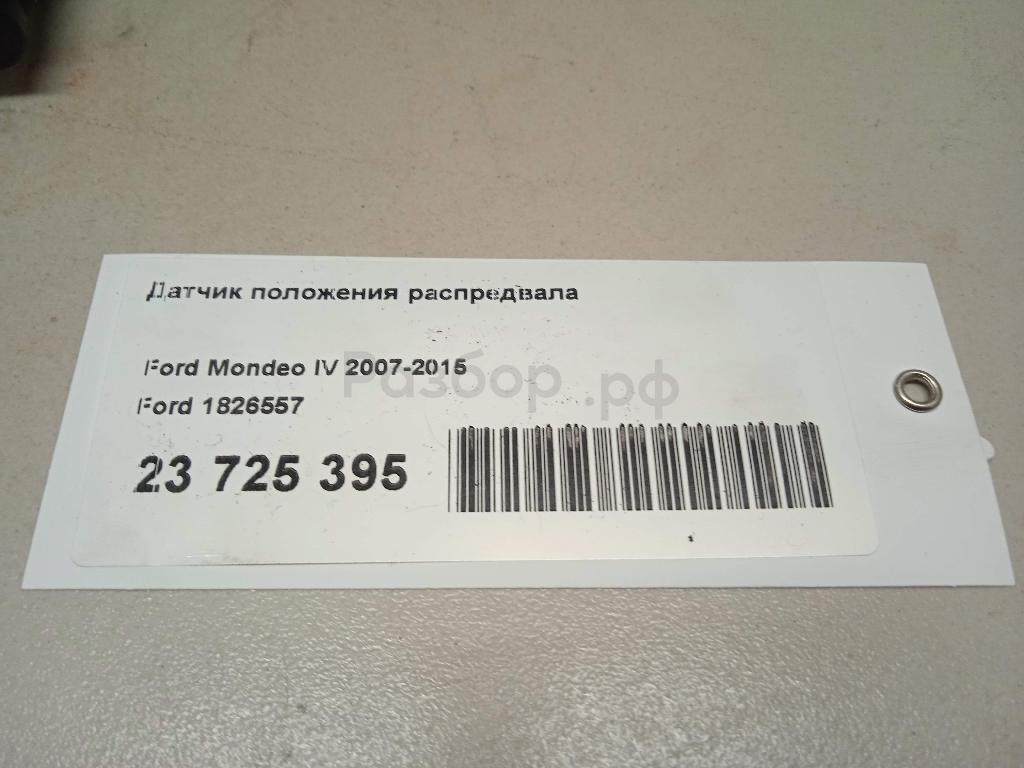 Датчик положения распредвала
Ford Mondeo IV 2007-2015
Разбор.рф
Ford 1826557
23 725 395